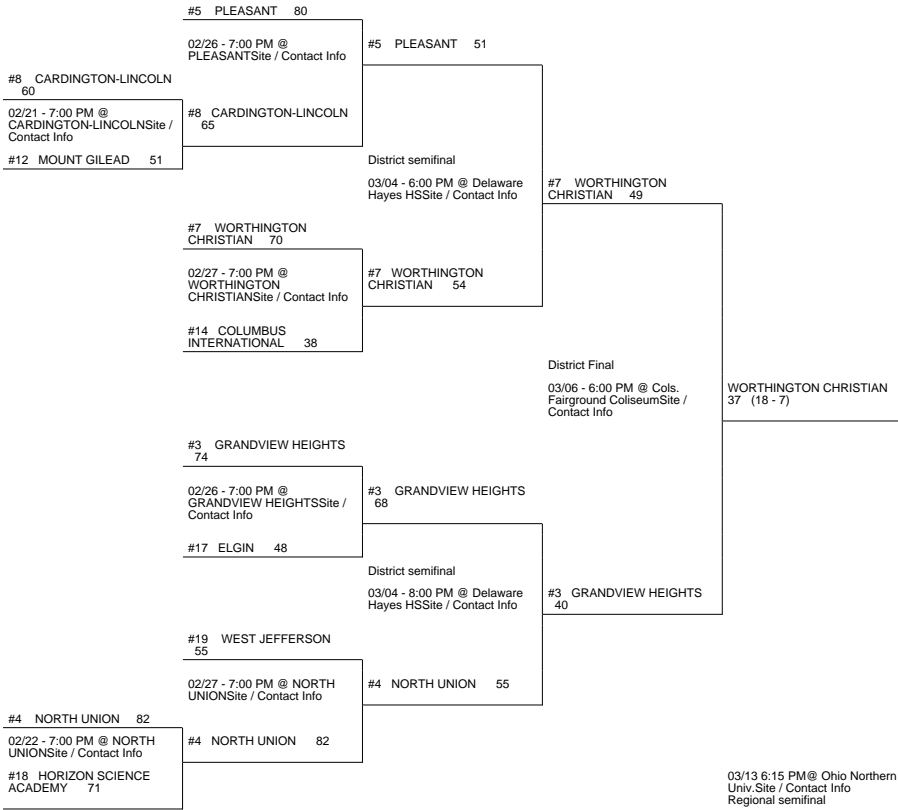 #5 PLEASANT 80
02/26 - 7:00 PM @
PLEASANTSite / Contact Info
#5 PLEASANT 51
#8 CARDINGTON-LINCOLN
60
02/21 - 7:00 PM @
CARDINGTON-LINCOLNSite /
Contact Info
#8 CARDINGTON-LINCOLN
65
#12 MOUNT GILEAD 51
District semifinal
03/04 - 6:00 PM @ Delaware
Hayes HSSite / Contact Info
#7 WORTHINGTON
CHRISTIAN 49
#7 WORTHINGTON
CHRISTIAN 70
02/27 - 7:00 PM @
WORTHINGTON
CHRISTIANSite / Contact Info
#7 WORTHINGTON
CHRISTIAN 54
#14 COLUMBUS
INTERNATIONAL 38
District Final
03/06 - 6:00 PM @ Cols.
Fairground ColiseumSite /
Contact Info
WORTHINGTON CHRISTIAN
37 (18 - 7)
#3 GRANDVIEW HEIGHTS
74
02/26 - 7:00 PM @
GRANDVIEW HEIGHTSSite /
Contact Info
#3 GRANDVIEW HEIGHTS
68
#17 ELGIN 48
District semifinal
03/04 - 8:00 PM @ Delaware
Hayes HSSite / Contact Info
#3 GRANDVIEW HEIGHTS
40
#19 WEST JEFFERSON
55
02/27 - 7:00 PM @ NORTH
UNIONSite / Contact Info
#4 NORTH UNION 55
#4 NORTH UNION 82
02/22 - 7:00 PM @ NORTH
UNIONSite / Contact Info
#4 NORTH UNION 82
#18 HORIZON SCIENCE
ACADEMY 71
03/13 6:15 PM@ Ohio Northern
Univ.Site / Contact Info
Regional semifinal